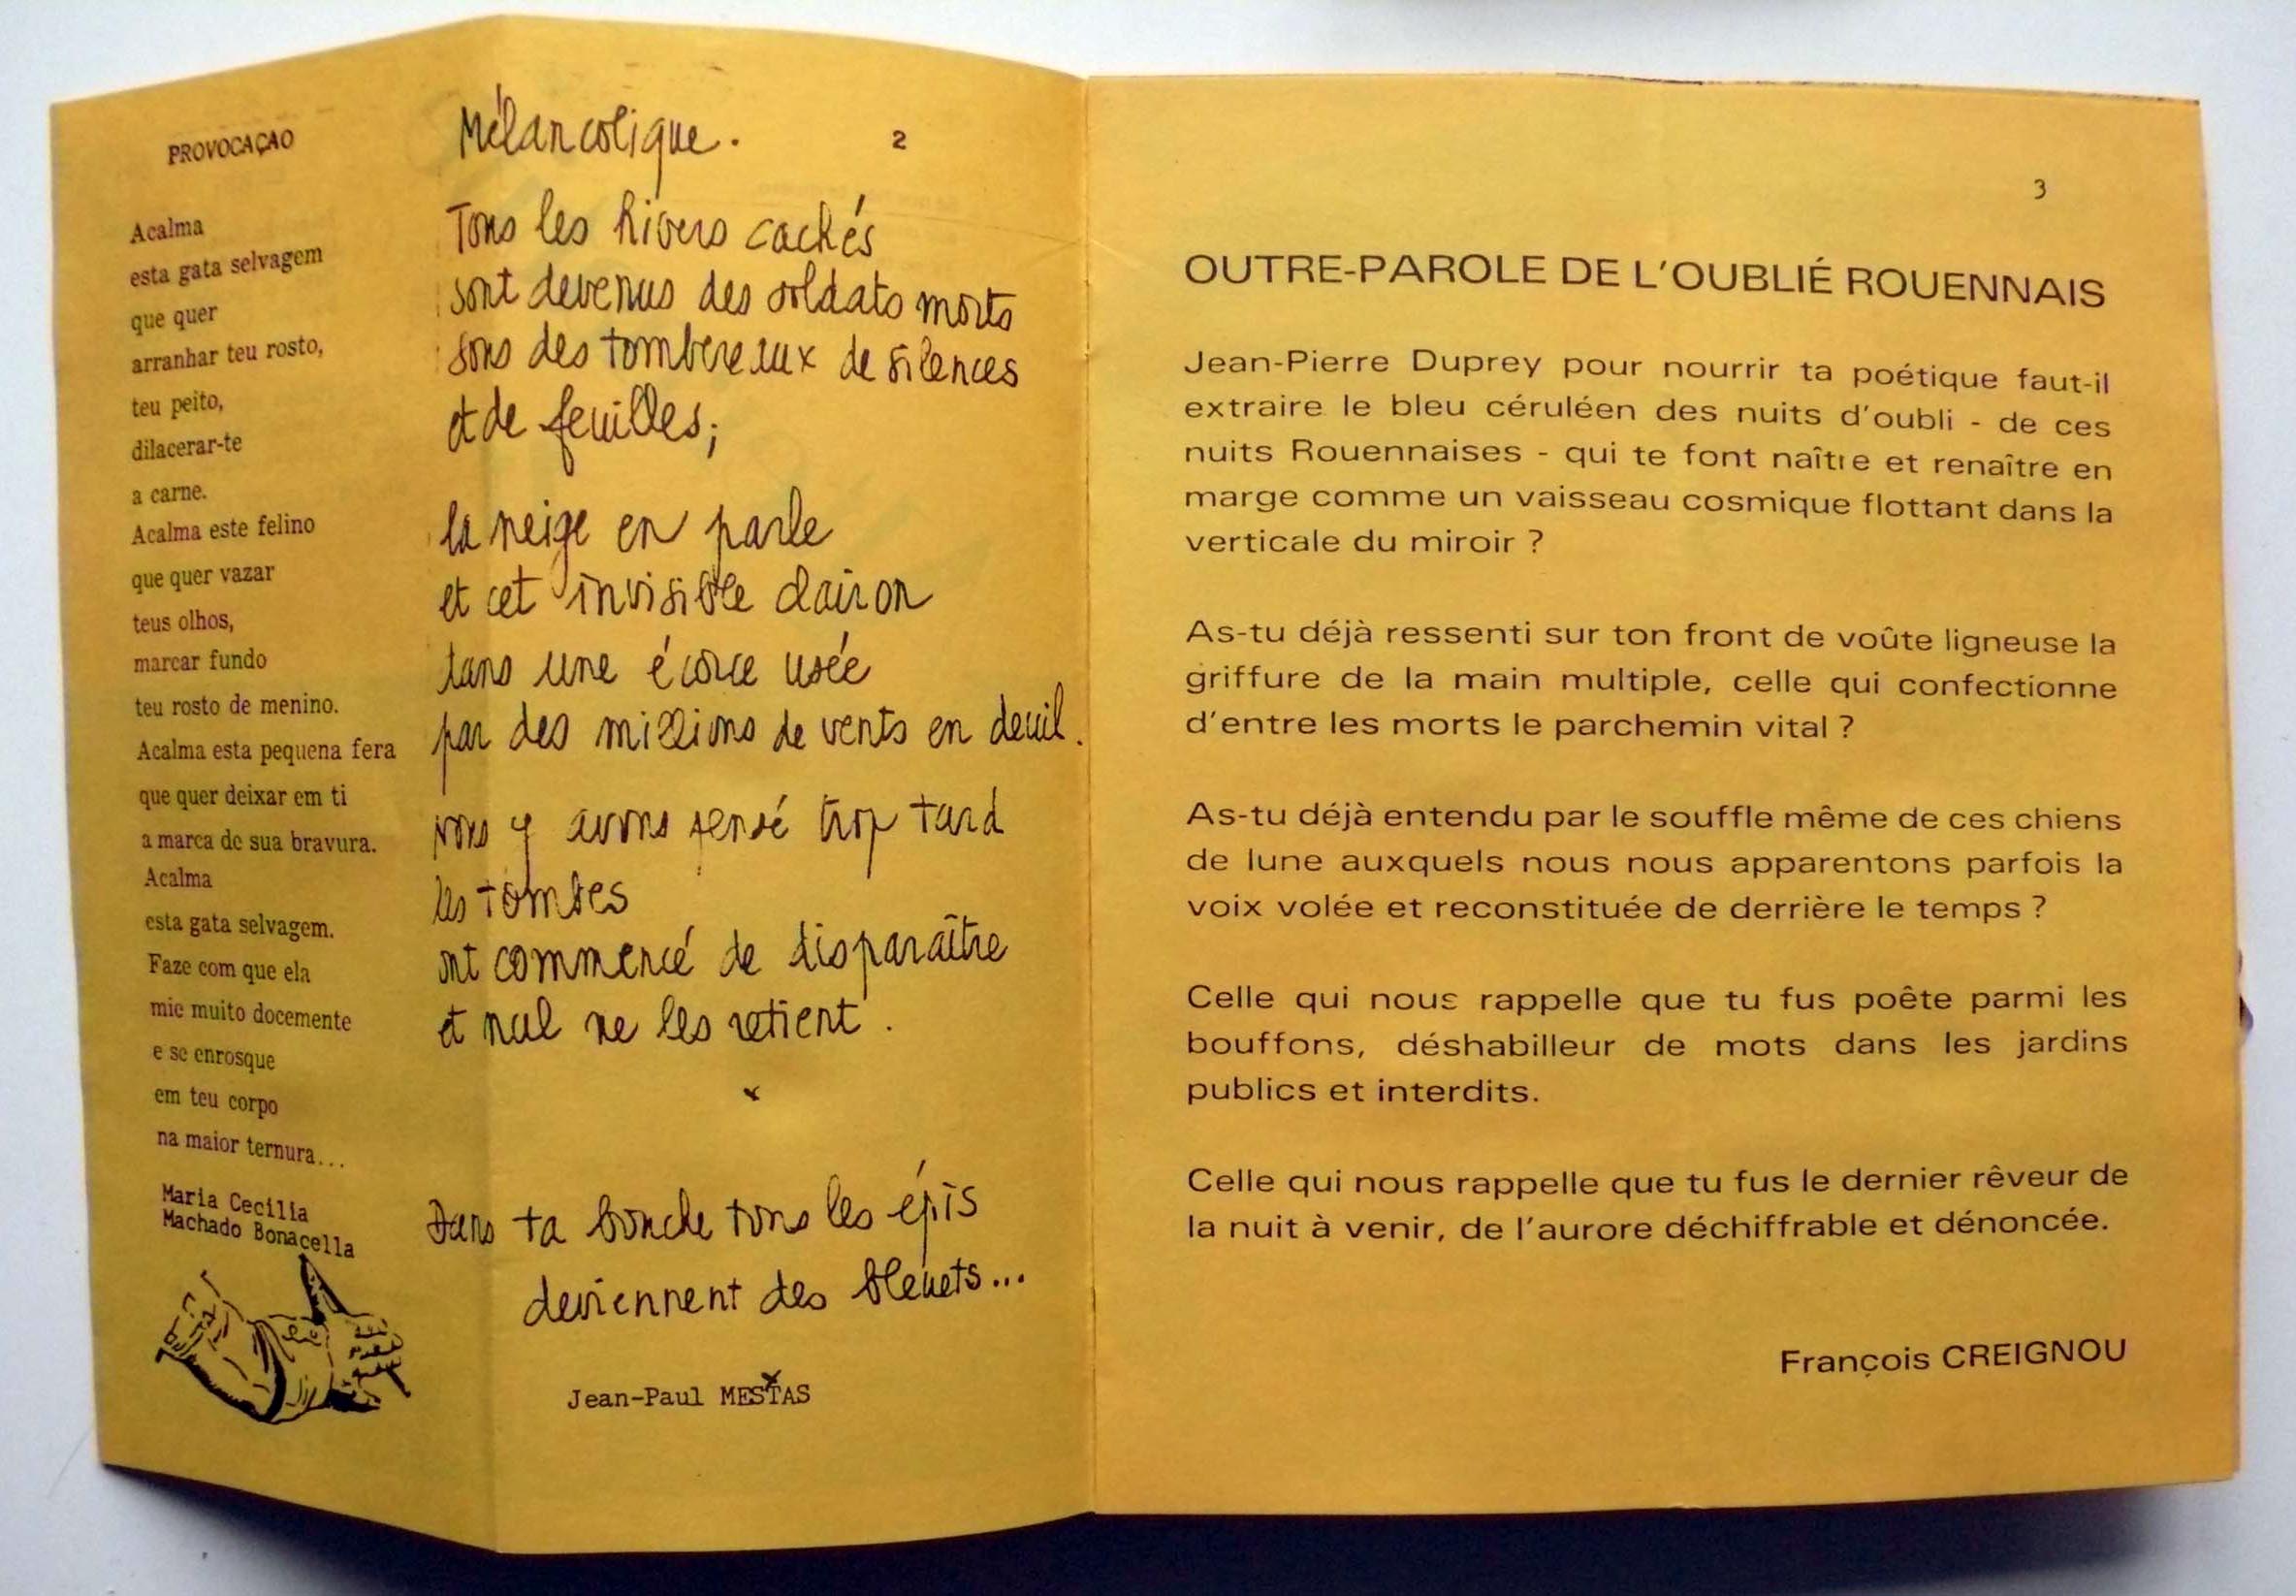 PROVOCAÇAO
Acalma
esta gata selvagem
que quer
arranhar teu rosto,
teu peito,
dilacerar-te
a carne.
Acalma este felino
que quer vazar
teus olhos,
marcar fundo
teu rosto de menino.
Acalma esta pequena fera
que quer deixar em ti
a marca de sua bravura.
Acalma
esta gata selvagem.
Faze com que ela
mie muito docemente
e se enrosque
em teu corpo
na maior ternura...
Maria Cecilia
Machado Bonacella
2
Mélancolique.
Tous les hivers cachés
sont devenus des soldats morts
sous des tombereaux de silences
et de feuilles;
la neige en parle
et cet invisible clairon
dans une écorce usée
par des millions de vents en deuil.
nous y avons pensé trop tard
les tombes
ont commencé de disparaître
et nul ne les retient.
x
Dans ta bouche tous les épis
deviennent des bleuets...
Jean-Paul MESTAS
3
OUTRE-PAROLE DE L'OUBLIÉ ROUENNAIS
Jean-Pierre Duprey pour nourrir ta poétique faut-il
extraire le bleu céruléen des nuits d'oubli - de ces
nuits Rouennaises - qui te font naître et renaître en
marge comme un vaisseau cosmique flottant dans la
verticale du miroir ?
As-tu déjà ressenti sur ton front de voûte ligneuse la
griffure de la main multiple, celle qui confectionne
d'entre les morts le parchemin vital ?
As-tu déjà entendu par le souffle même de ces chiens
de lune auxquels nous nous apparentons parfois la
voix volée et reconstituée de derrière le temps ?
Celle qui nous rappelle que tu fus poête parmi les
bouffons, déshabilleur de mots dans les jardins
publics et interdits.
Celle qui nous rappelle que tu fus le dernier rêveur de
la nuit à venir, de l'aurore déchiffrable et dénoncée.
François CREIGNOU